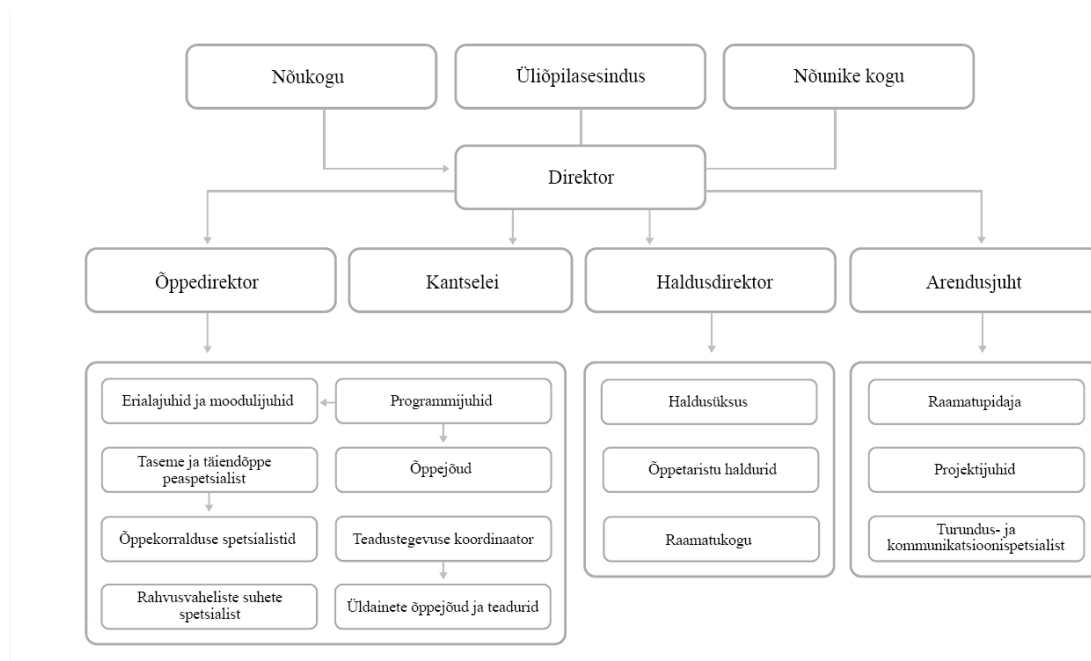 Nõukogu
Üliõpilasesindus
Nõunike kogu
Direktor
Õppedirektor
Kantselei
Haldusdirektor
Arendusjuht
Erialajuhid ja moodulijuhid
Programmijuhid
Taseme ja täiendõppe
peaspetsialist
Õppejõud
Õppekorralduse spetsialistid
Teadustegevuse koordinaator
Rahvusvaheliste suhete
spetsialist
Üldainete õppejõud ja teadurid
Haldusüksus
Õppetaristu haldurid
Raamatukogu
Raamatupidaja
Projektijuhid
Turundus- ja
kommunikatsioonispetsialist